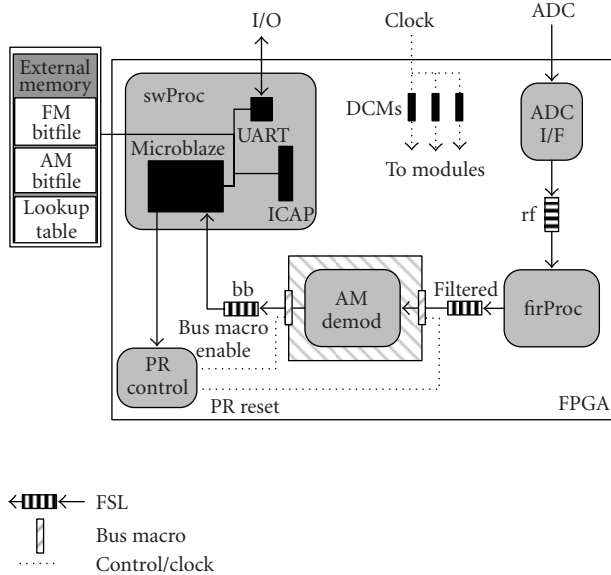 I/O
Clock
ADC
External
memory
FM
bitfile
AM
bitfile
Lookup
table
swProc
UART
Microblaze
ICAP
DCMs
To modules
ADC
I/F
rf
bb
Bus macro
enable
AM
demod
Filtered
firProc
PR
control
PR reset
FPGA
FSL
Bus macro
Control/clock